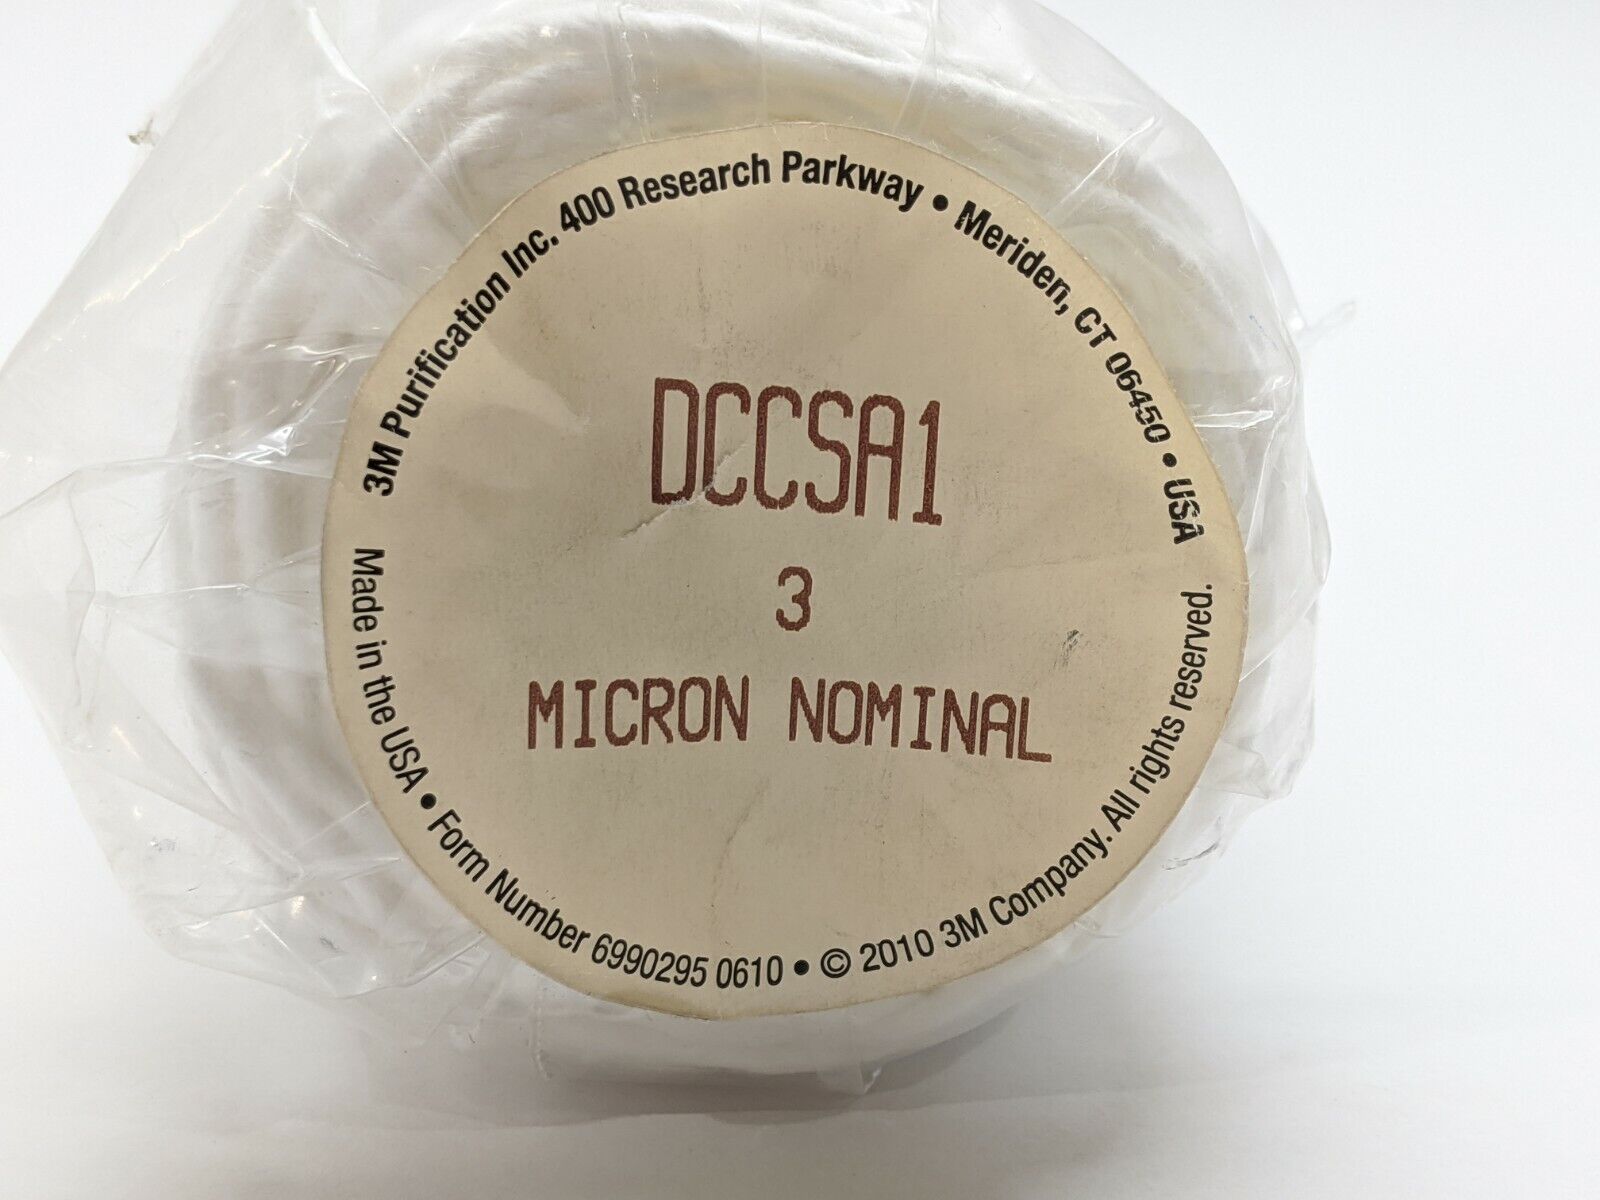 3M Purification Inc. 400 Research Parkway • Meriden, CT 06450 • USA
DCCSA1
3
MICRON NOMINAL
Made in the USA • Form Number 6990295 0610 • © 2010 3M Company. All rights reserved.